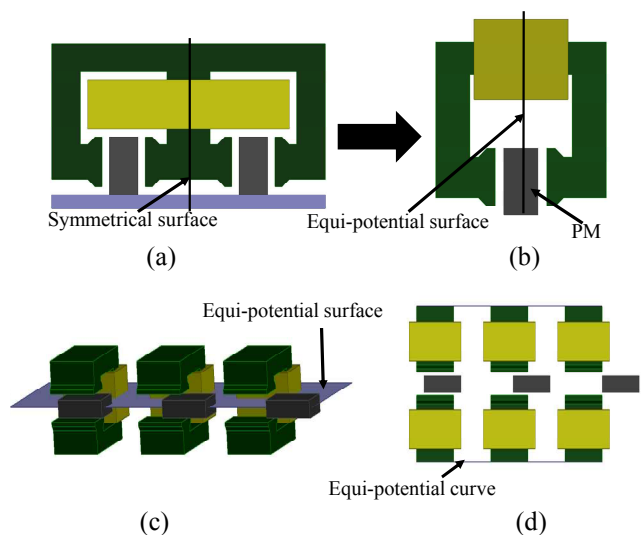 Symmetrical surface
Equi-potential surface
PM
(a)
(b)
Equi-potential surface
Equi-potential curve
(c)
(d)